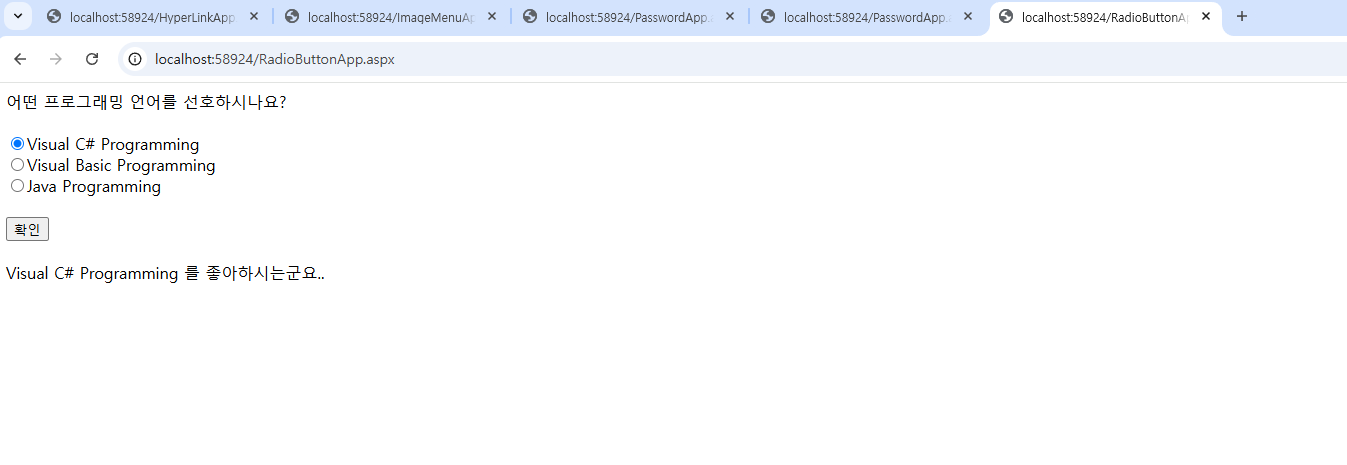 localhost:58924/HyperLinkApp
localhost:58924/ImageMenuAp
localhost:58924/PasswordApp.a
localhost:58924/PasswordApp.a
localhost:58924/RadioButtonAp
localhost:58924/RadioButtonApp.aspx
어떤 프로그래밍 언어를 선호하시나요?
Visual C# Programming
Visual Basic Programming
Java Programming
확인
Visual C# Programming 를 좋아하시는군요..